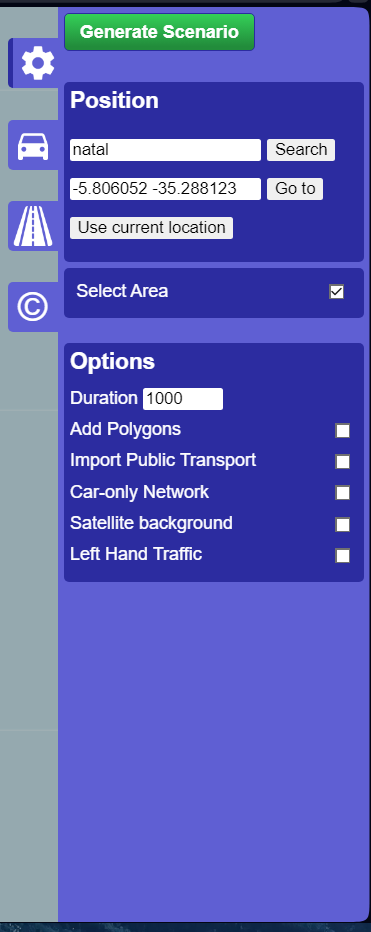 Generate Scenario
Position
natal Search
-5.806052 -35.288123 Go to
Use current location
Select Area
©
Options
Duration 1000
Add Polygons
Import Public Transport
Car-only Network
Satellite background
Left Hand Traffic